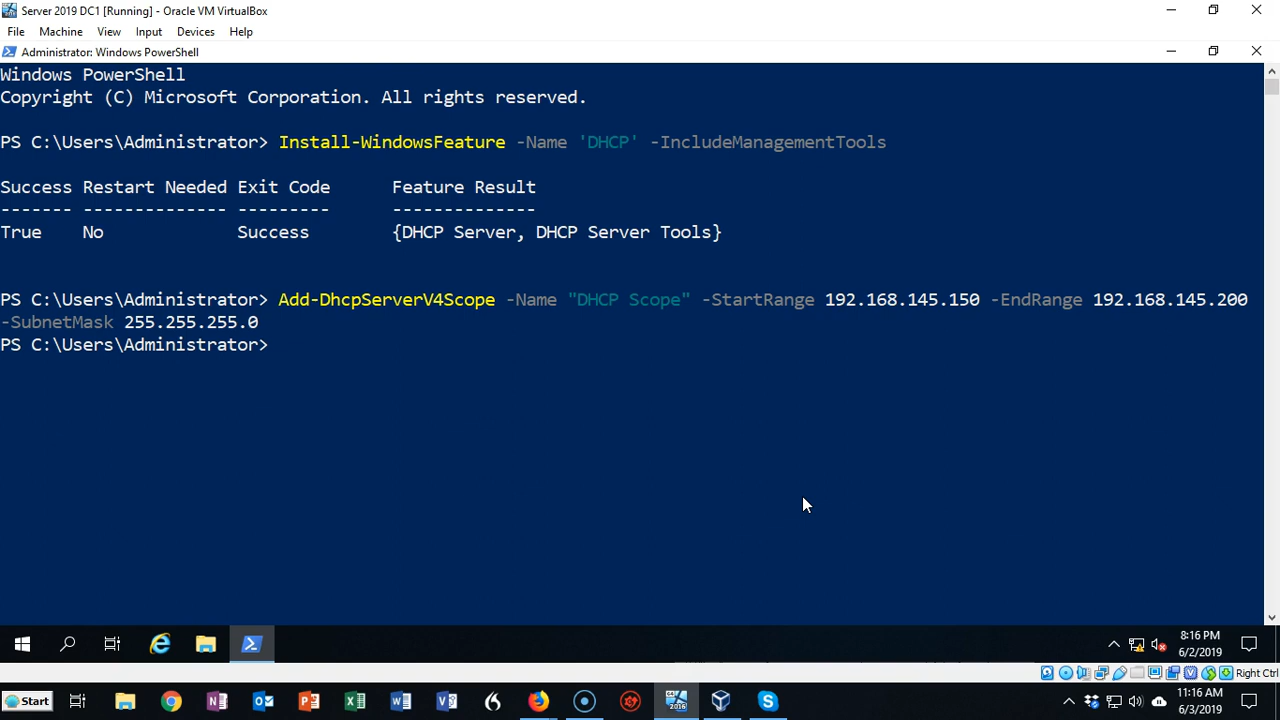 Server 2019 DC1 [Running] - Oracle VM VirtualBox
File Machine View Input Devices Help
Administrator: Windows PowerShell
Windows PowerShell
Copyright (C) Microsoft Corporation. All rights reserved.
PS C:\Users\Administrator> Install-WindowsFeature -Name 'DHCP' -IncludeManagementTools
Success Restart Needed Exit Code      Feature Result
------- -------------- ---------      --------------
True    No             Success        {DHCP Server, DHCP Server Tools}
PS C:\Users\Administrator> Add-DhcpServerV4Scope -Name "DHCP Scope" -StartRange 192.168.145.150 -EndRange 192.168.145.200
-SubnetMask 255.255.255.0
PS C:\Users\Administrator>
8:16 PM
6/2/2019
Right Ctrl
Start
11:16 AM
6/3/2019